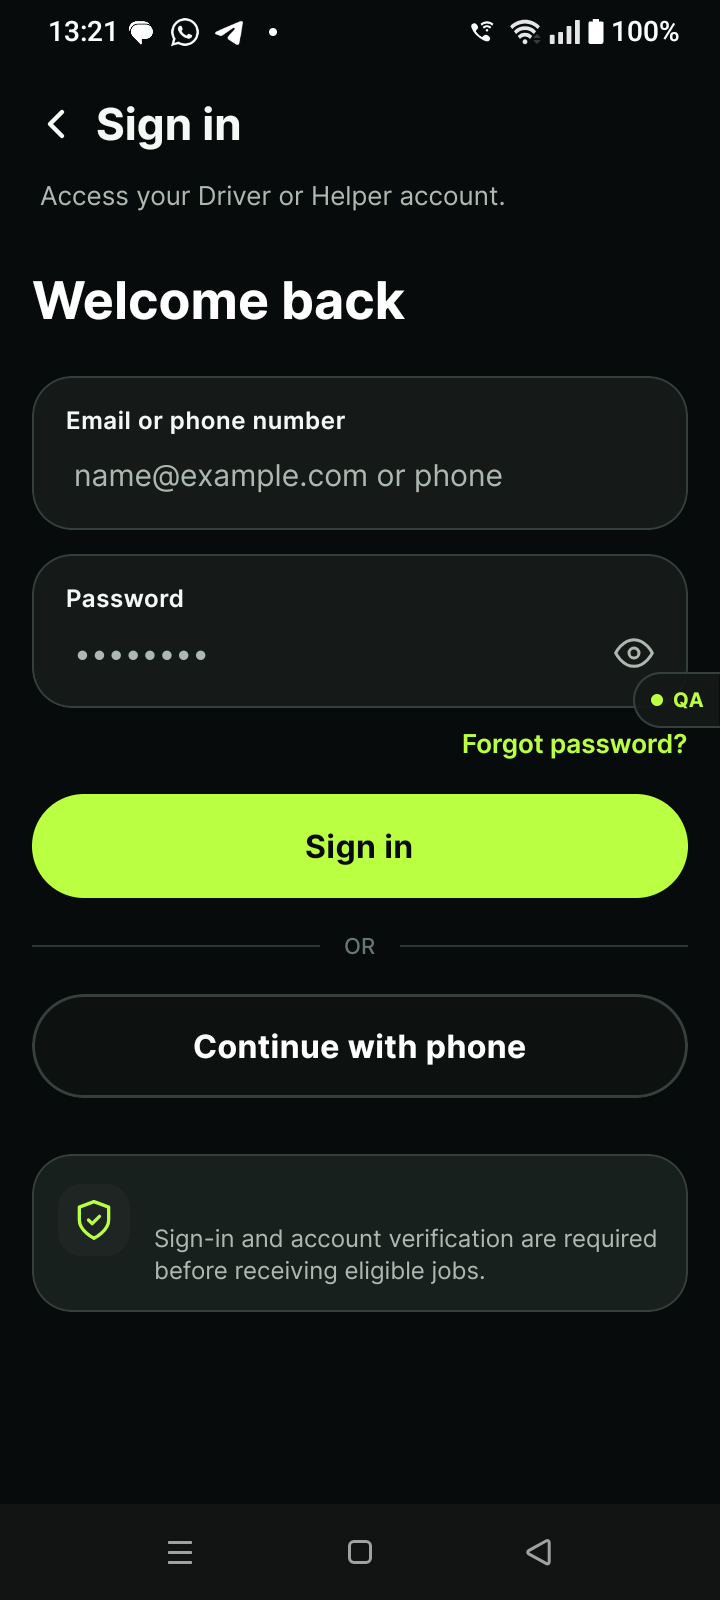 13:21
100%
Sign in
Access your Driver or Helper account.
Welcome back
Email or phone number
name@example.com or phone
Password
••••••••
QA
Forgot password?
Sign in
OR
Continue with phone
Sign-in and account verification are required
before receiving eligible jobs.